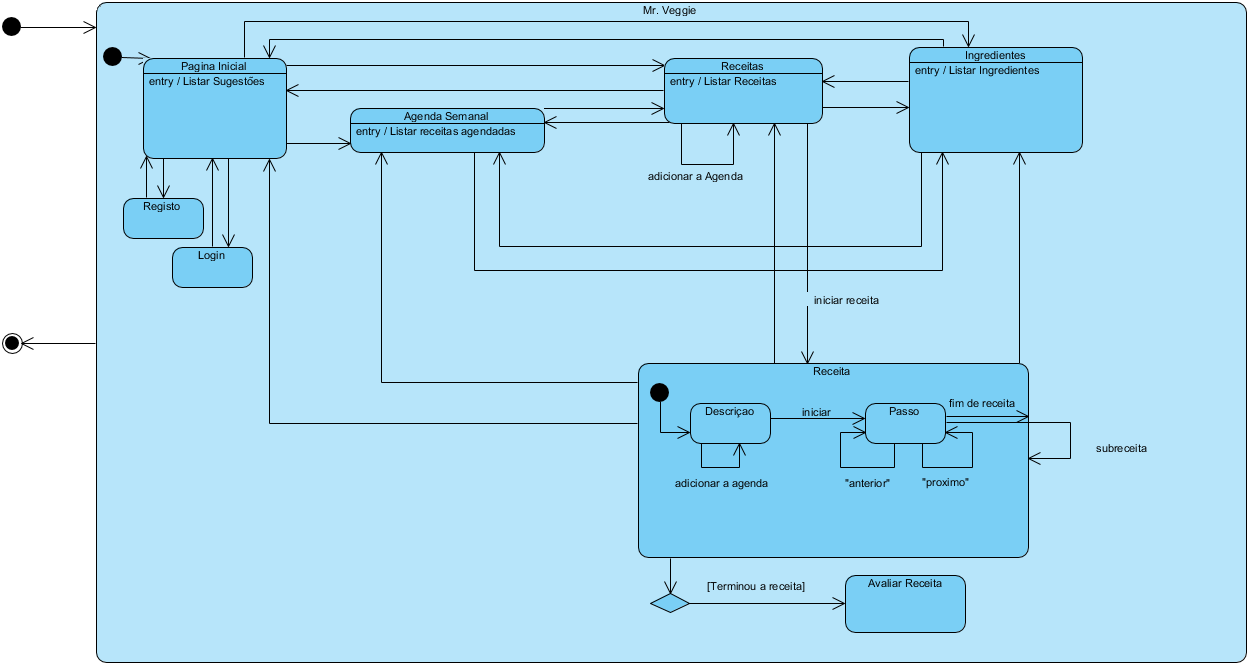 Mr. Veggie
Pagina Inicial
entry / Listar Sugestões
Receitas
entry / Listar Receitas
Ingredientes
entry / Listar Ingredientes
Agenda Semanal
entry / Listar receitas agendadas
adicionar a Agenda
Registo
Login
iniciar receita
Receita
Descriçao
iniciar
Passo
fim de receita
subreceita
adicionar a agenda
"anterior"
"proximo"
[Terminou a receita]
Avaliar Receita